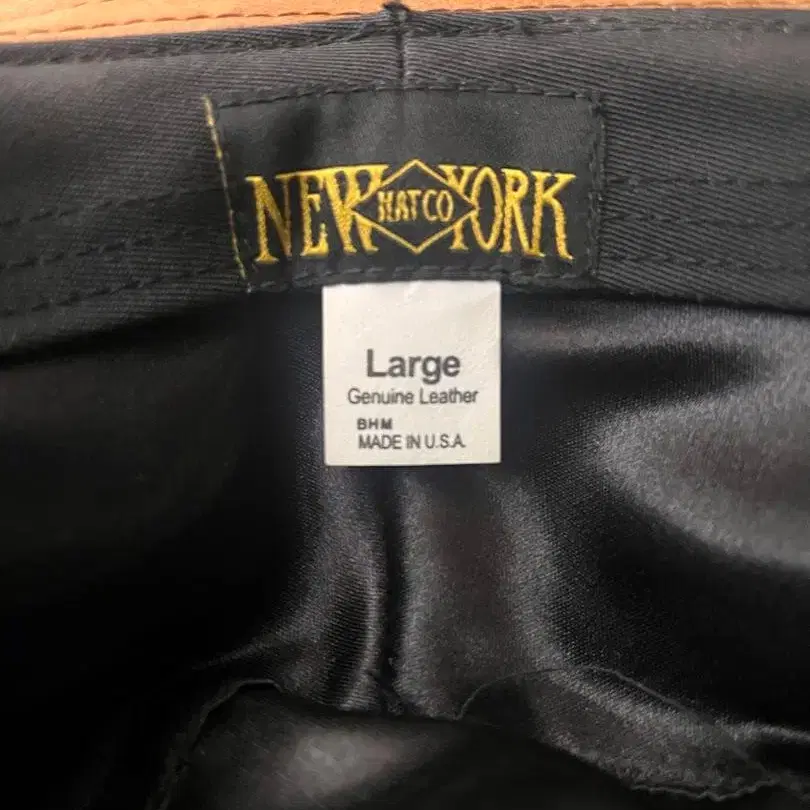 NEW YORK
HAT CO
Large
Genuine Leather
BHM
MADE IN U.S.A.